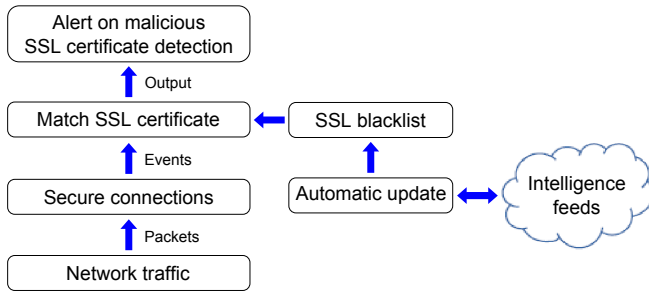 Alert on malicious
SSL certificate detection
Output
Match SSL certificate
SSL blacklist
Events
Secure connections
Automatic update
Intelligence
feeds
Packets
Network traffic